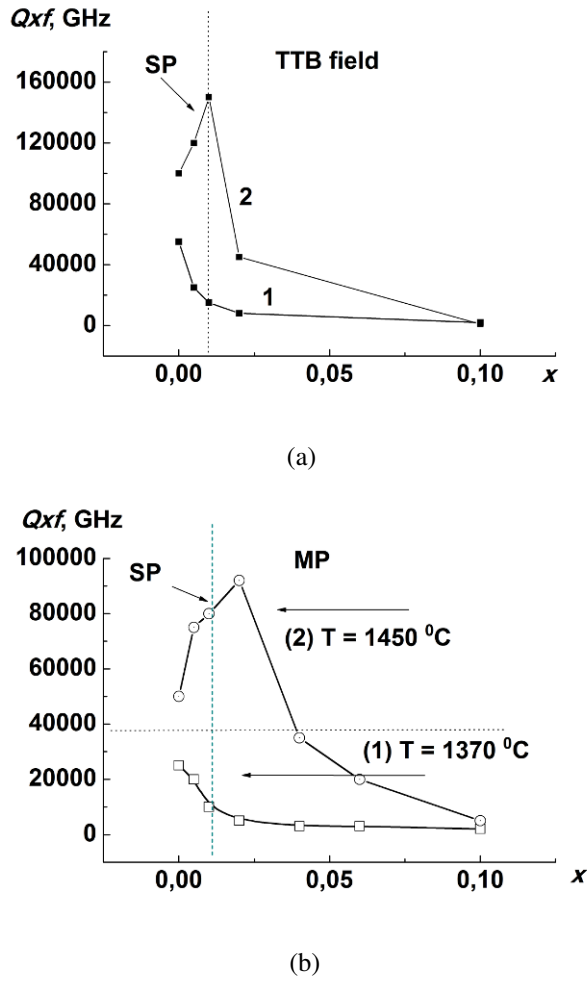 Qxf, GHz
SP
TTB field
160000
120000
2
80000
40000
1
0
0,00
0,05
0,10
x
(a)
Qxf, GHz
100000
SP
MP
80000
(2) T = 1450 ⁰C
60000
40000
(1) T = 1370 ⁰C
20000
0
0,00
0,05
0,10
x
(b)